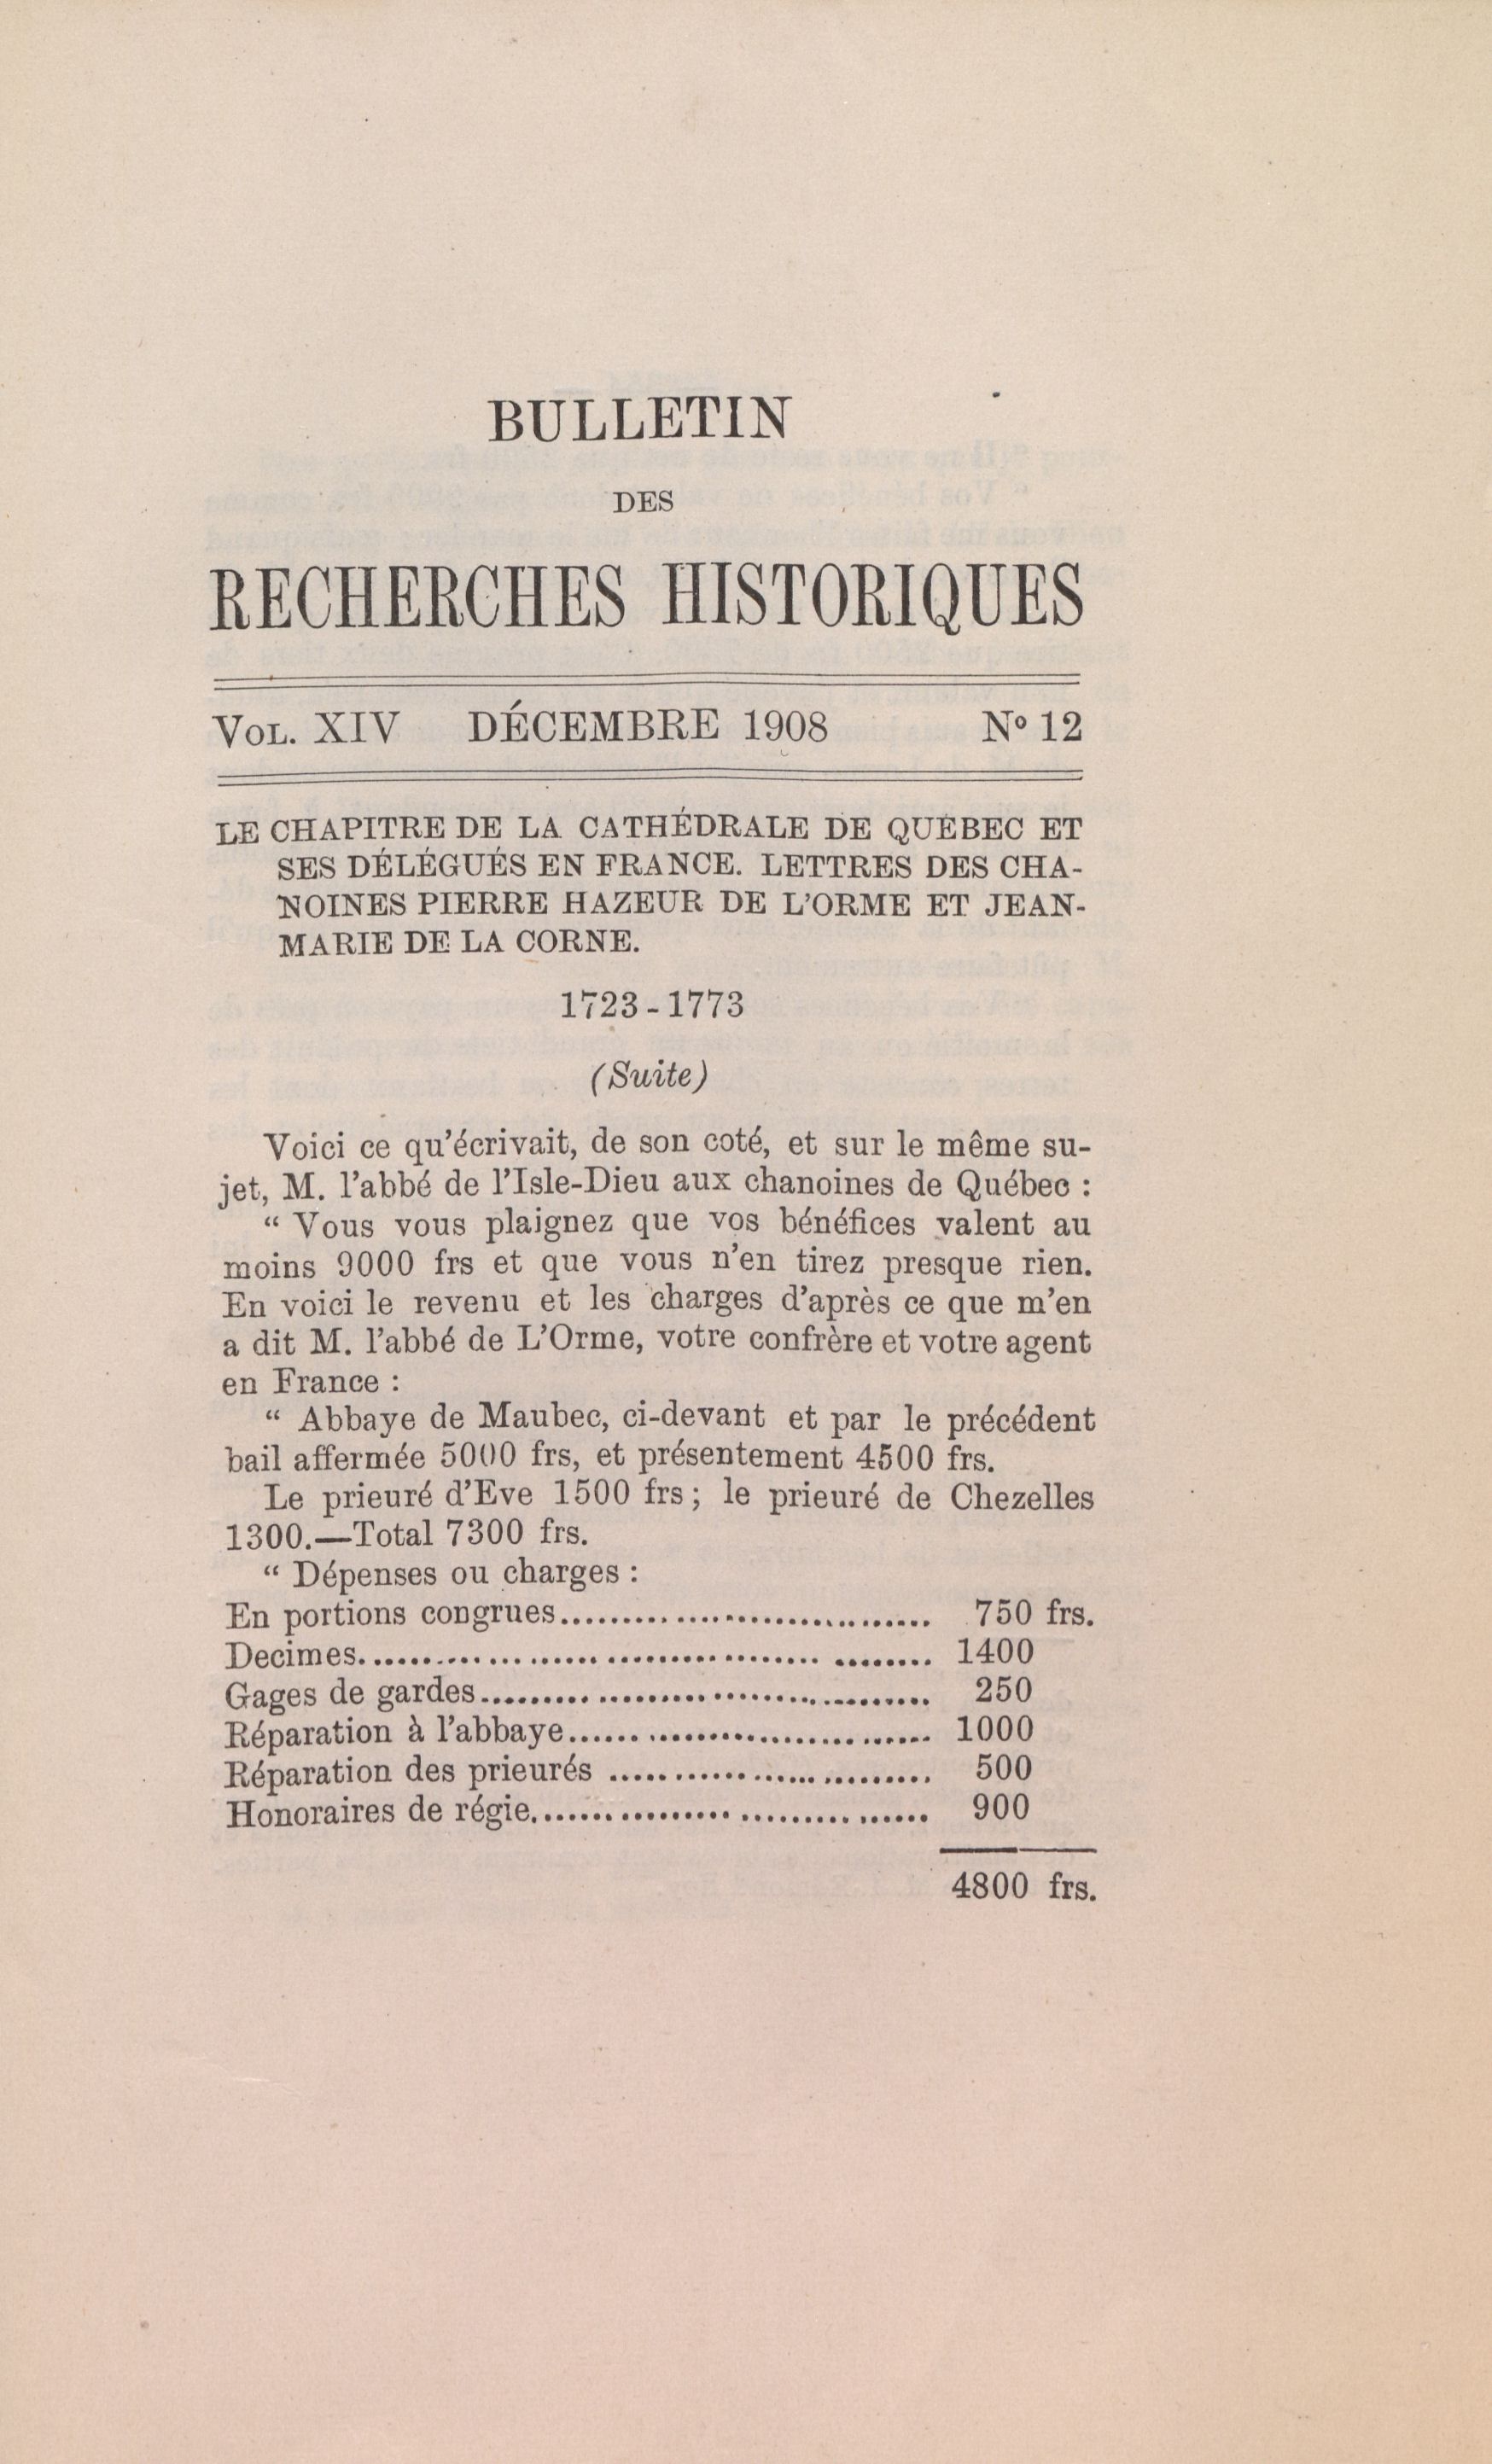 BULLETIN
DES
RECHERCHES HISTORIQUES
VOL. XIV DÉCEMBRE 1908 Nº 12
LE CHAPITRE DE LA CATHÉDRALE DE QUÉBEC ET
SES DÉLÉGUÉS EN FRANCE. LETTRES DES CHA-
NOINES PIERRE HAZEUR DE L'ORME ET JEAN-
MARIE DE LA CORNE.
1723-1773
(Suite)
Voici ce qu'écrivait, de son coté, et sur le même su-
jet, M. l'abbé de l'Isle-Dieu aux chanoines de Québec :
“ Vous vous plaignez que vos bénéfices valent au
moins 9000 frs et que vous n'en tirez presque rien.
En voici le revenu et les charges d'après ce que m'en
a dit M. l'abbé de L'Orme, votre confrère et votre agent
en France :
“ Abbaye de Maubec, ci-devant et par le précédent
bail affermée 5000 frs, et présentement 4500 frs.
Le prieuré d'Eve 1500 frs ; le prieuré de Chezelles
1300.—Total 7300 frs.
“ Dépenses ou charges :
En portions congrues........................................ 750 frs.
Decimes.................................................... 1400
Gages de gardes............................................ 250
Réparation à l'abbaye...................................... 1000
Réparation des prieurés .................................... 500
Honoraires de régie........................................ 900
4800 frs.